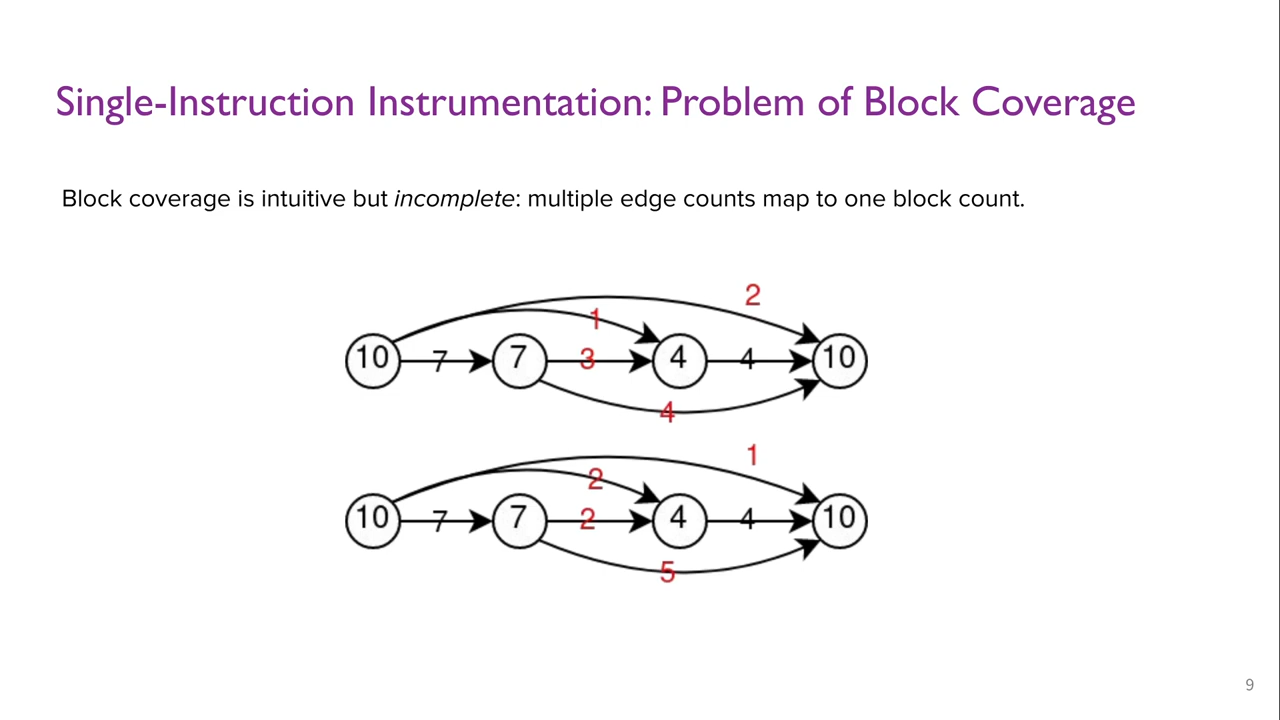 Single-Instruction Instrumentation: Problem of Block Coverage
Block coverage is intuitive but incomplete: multiple edge counts map to one block count.
2
1
10 7 7 3 4 4 10
4
1
2
10 7 7 2 4 4 10
5
9